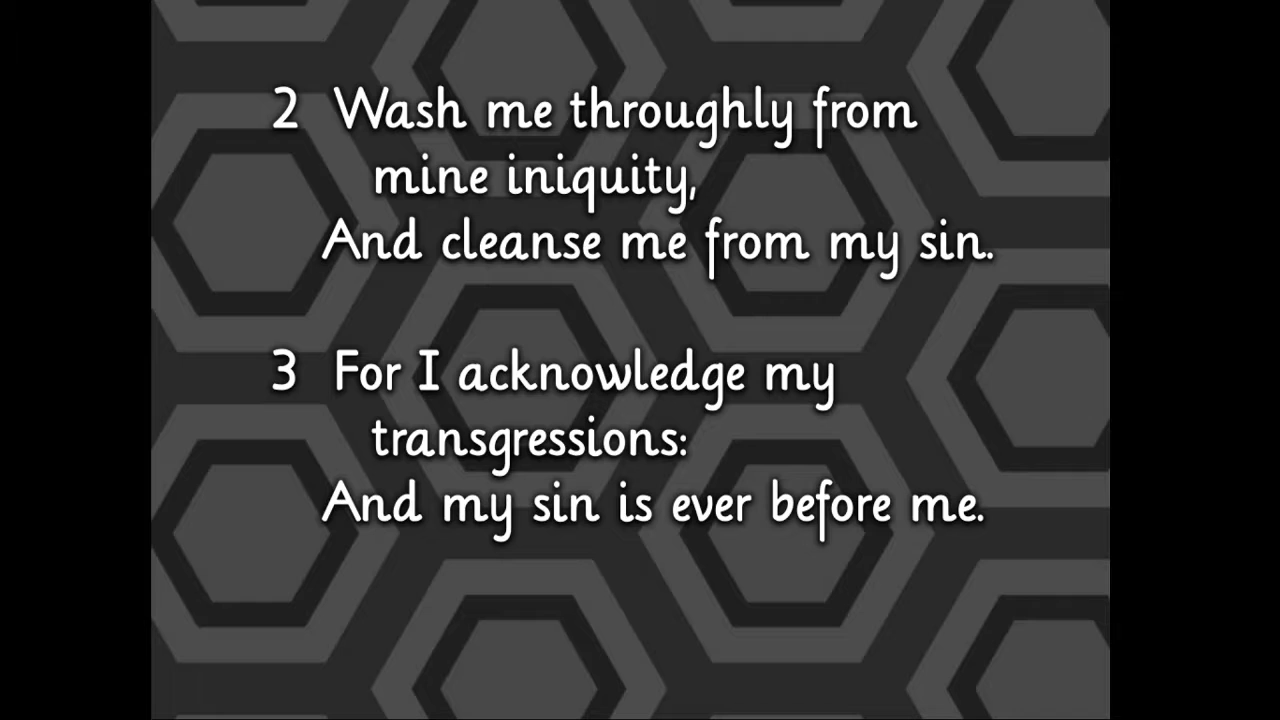 2 Wash me throughly from
mine iniquity,
And cleanse me from my sin.
3 For I acknowledge my
transgressions:
And my sin is ever before me.